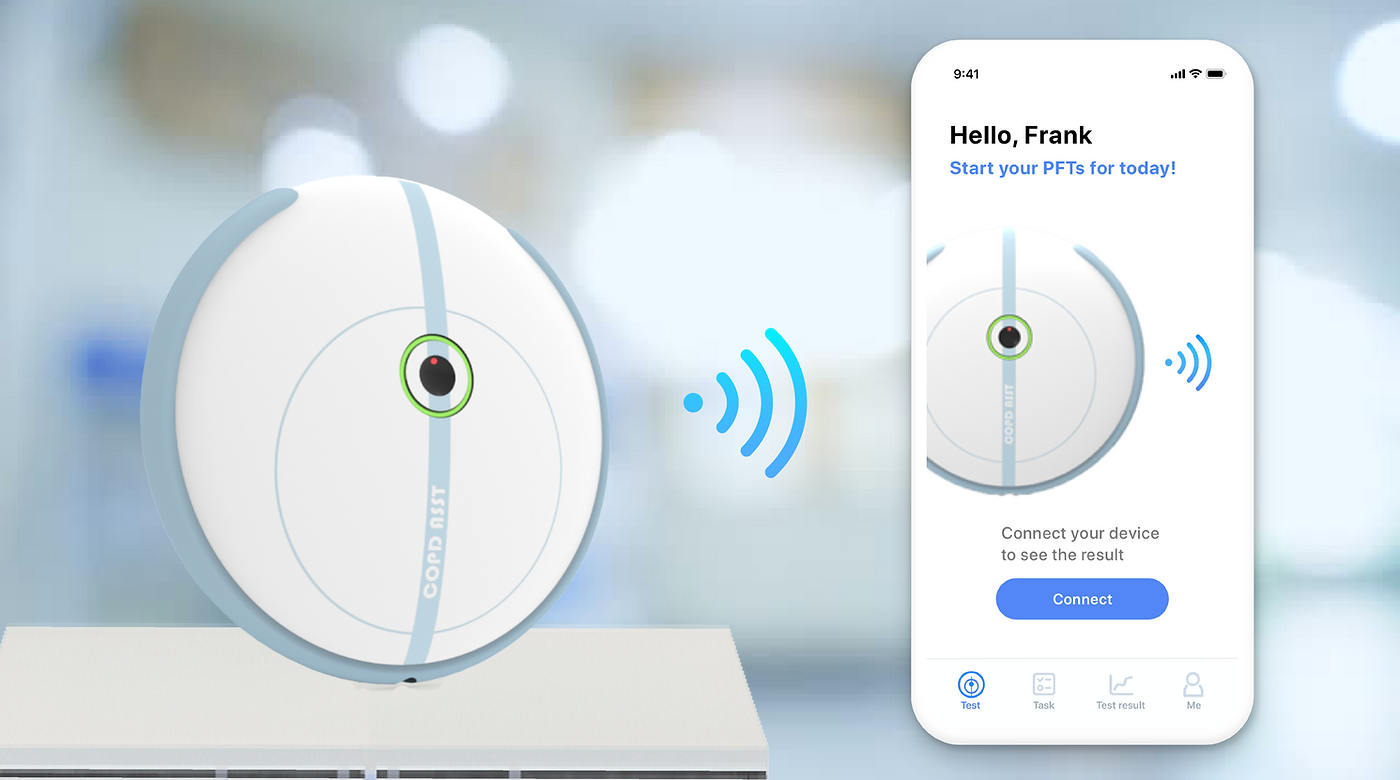 COPD ASST
9:41
Hello, Frank
Start your PFTs for today!
COPD ASST
Connect your device
to see the result
Connect
Test
Task
Test result
Me